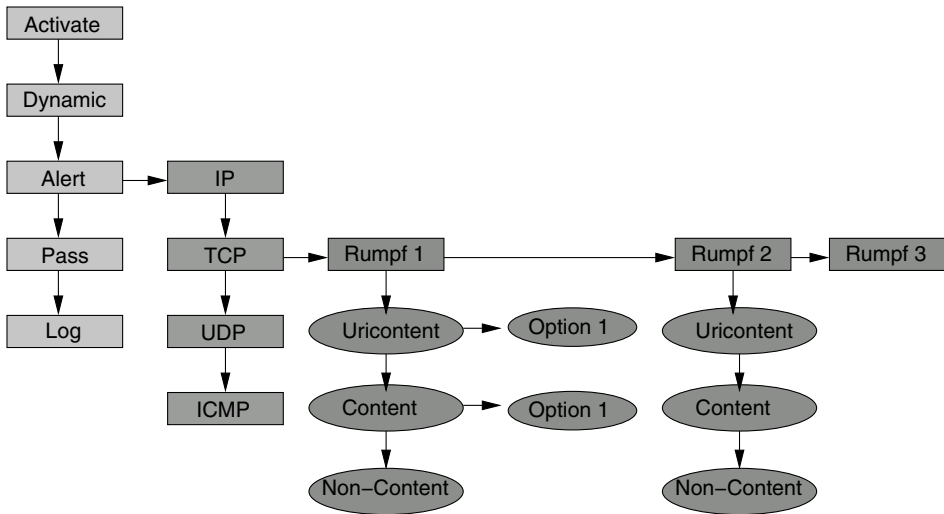 Activate
Dynamic
Alert
IP
Pass
TCP
Rumpf 1
Rumpf 2
Rumpf 3
Log
UDP
Uricontent
Option 1
Uricontent
ICMP
Content
Option 1
Content
Non−Content
Non−Content